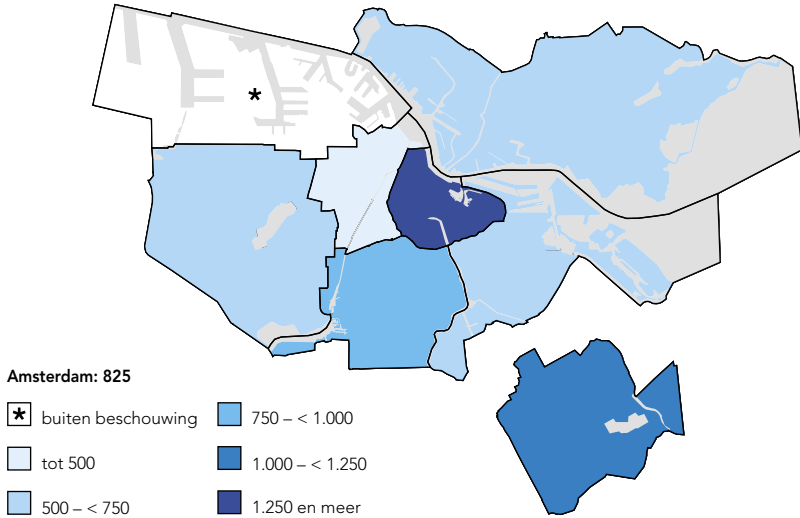 *
Amsterdam: 825
* buiten beschouwing
tot 500
500 – < 750
750 – < 1.000
1.000 – < 1.250
1.250 en meer